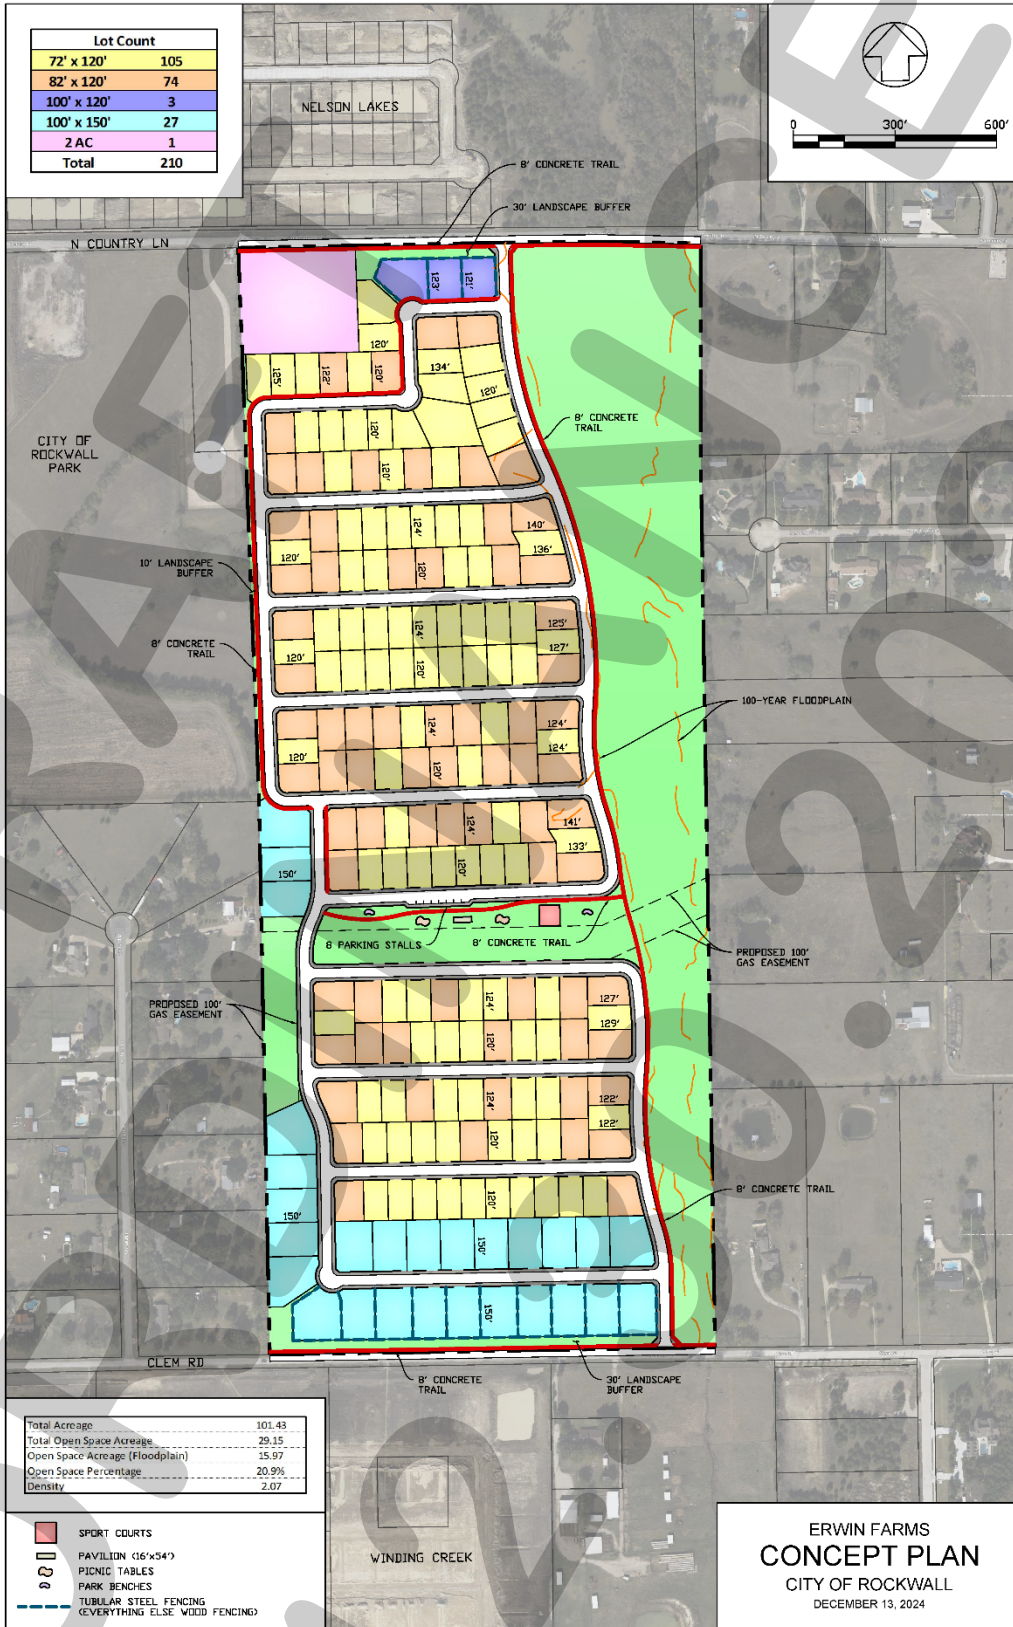 Lot Count
72' x 120' 105
82' x 120' 74
100' x 120' 3
100' x 150' 27
2 AC 1
Total 210
0 300' 600'
NELSON LAKES
8' CONCRETE TRAIL
30' LANDSCAPE BUFFER
N COUNTRY LN
123'
121'
120'
125'
122'
120'
134'
120'
8' CONCRETE
TRAIL
CITY OF
ROCKWALL
PARK
120'
120'
124'
140'
120'
136'
120'
10' LANDSCAPE
BUFFER
8' CONCRETE
TRAIL
124'
125'
120'
127'
120'
100-YEAR FLOODPLAIN
124'
124'
120'
124'
120'
124'
141'
133'
150'
120'
8 PARKING STALLS
8' CONCRETE TRAIL
PROPOSED 100'
GAS EASEMENT
PROPOSED 100'
GAS EASEMENT
124'
127'
129'
120'
124'
122'
122'
120'
8' CONCRETE TRAIL
120'
150'
150'
150'
CLEM RD
8' CONCRETE
TRAIL
30' LANDSCAPE
BUFFER
Total Acreage 101.43
Total Open Space Acreage 29.15
Open Space Acreage (Floodplain) 15.97
Open Space Percentage 20.9%
Density 2.07
SPORT COURTS
PAVILION (16'x54')
PICNIC TABLES
PARK BENCHES
TUBULAR STEEL FENCING
(EVERYTHING ELSE WOOD FENCING)
WINDING CREEK
ERWIN FARMS
CONCEPT PLAN
CITY OF ROCKWALL
DECEMBER 13, 2024